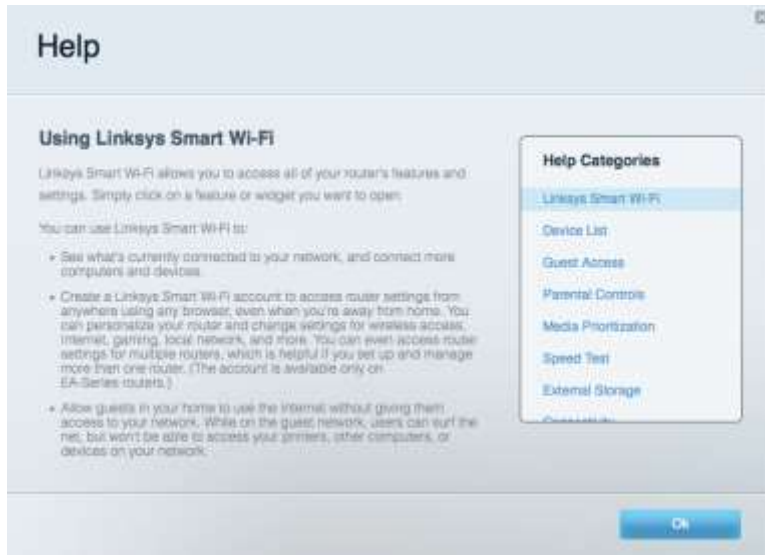 Help
Using Linksys Smart Wi-Fi
Linksys Smart Wi-Fi allows you to access all of your router's features and
settings. Simply click on a feature or widget you want to open.
You can use Linksys Smart Wi-Fi to:
• See what's currently connected to your network, and connect more
computers and devices.
• Create a Linksys Smart Wi-Fi account to access router settings from
anywhere using any browser, even when you're away from home. You
can personalize your router and change settings for wireless access,
internet, gaming, local network, and more. You can even access router
settings for multiple routers, which is helpful if you set up and manage
more than one router. (The account is available only on
EA-Series routers.)
• Allow guests in your home to use the Internet without giving them
access to your network. While on the guest network, users can surf the
net, but won't be able to access your printers, other computers, or
devices on your network.
Help Categories
Linksys Smart Wi-Fi
Device List
Guest Access
Parental Controls
Media Prioritization
Speed Test
External Storage
Connectivity
Ok